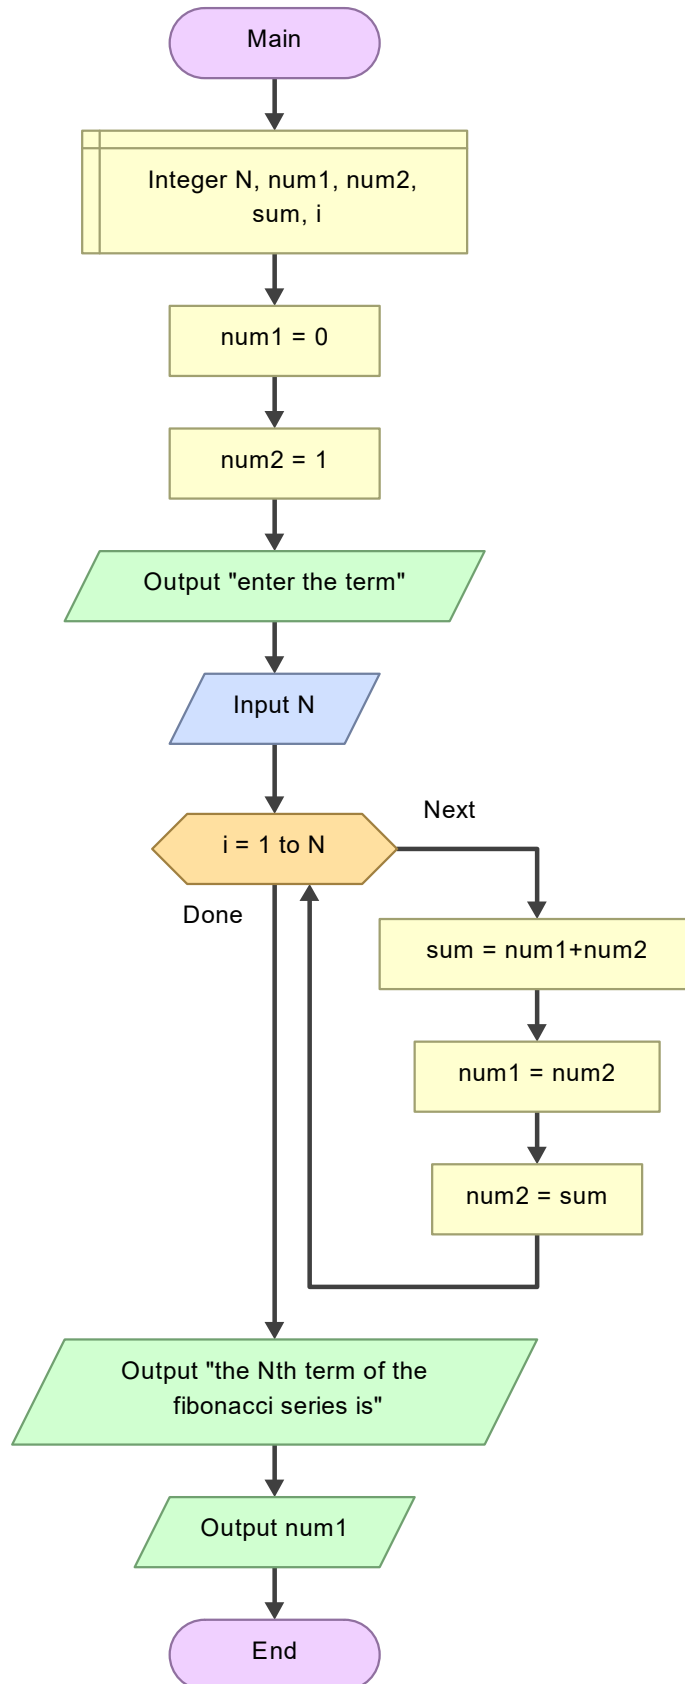 Main
Integer N, num1, num2,
sum, i
num1 = 0
num2 = 1
Output "enter the term"
Input N
i = 1 to N
Next
Done
sum = num1+num2
num1 = num2
num2 = sum
Output "the Nth term of the
fibonacci series is"
Output num1
End